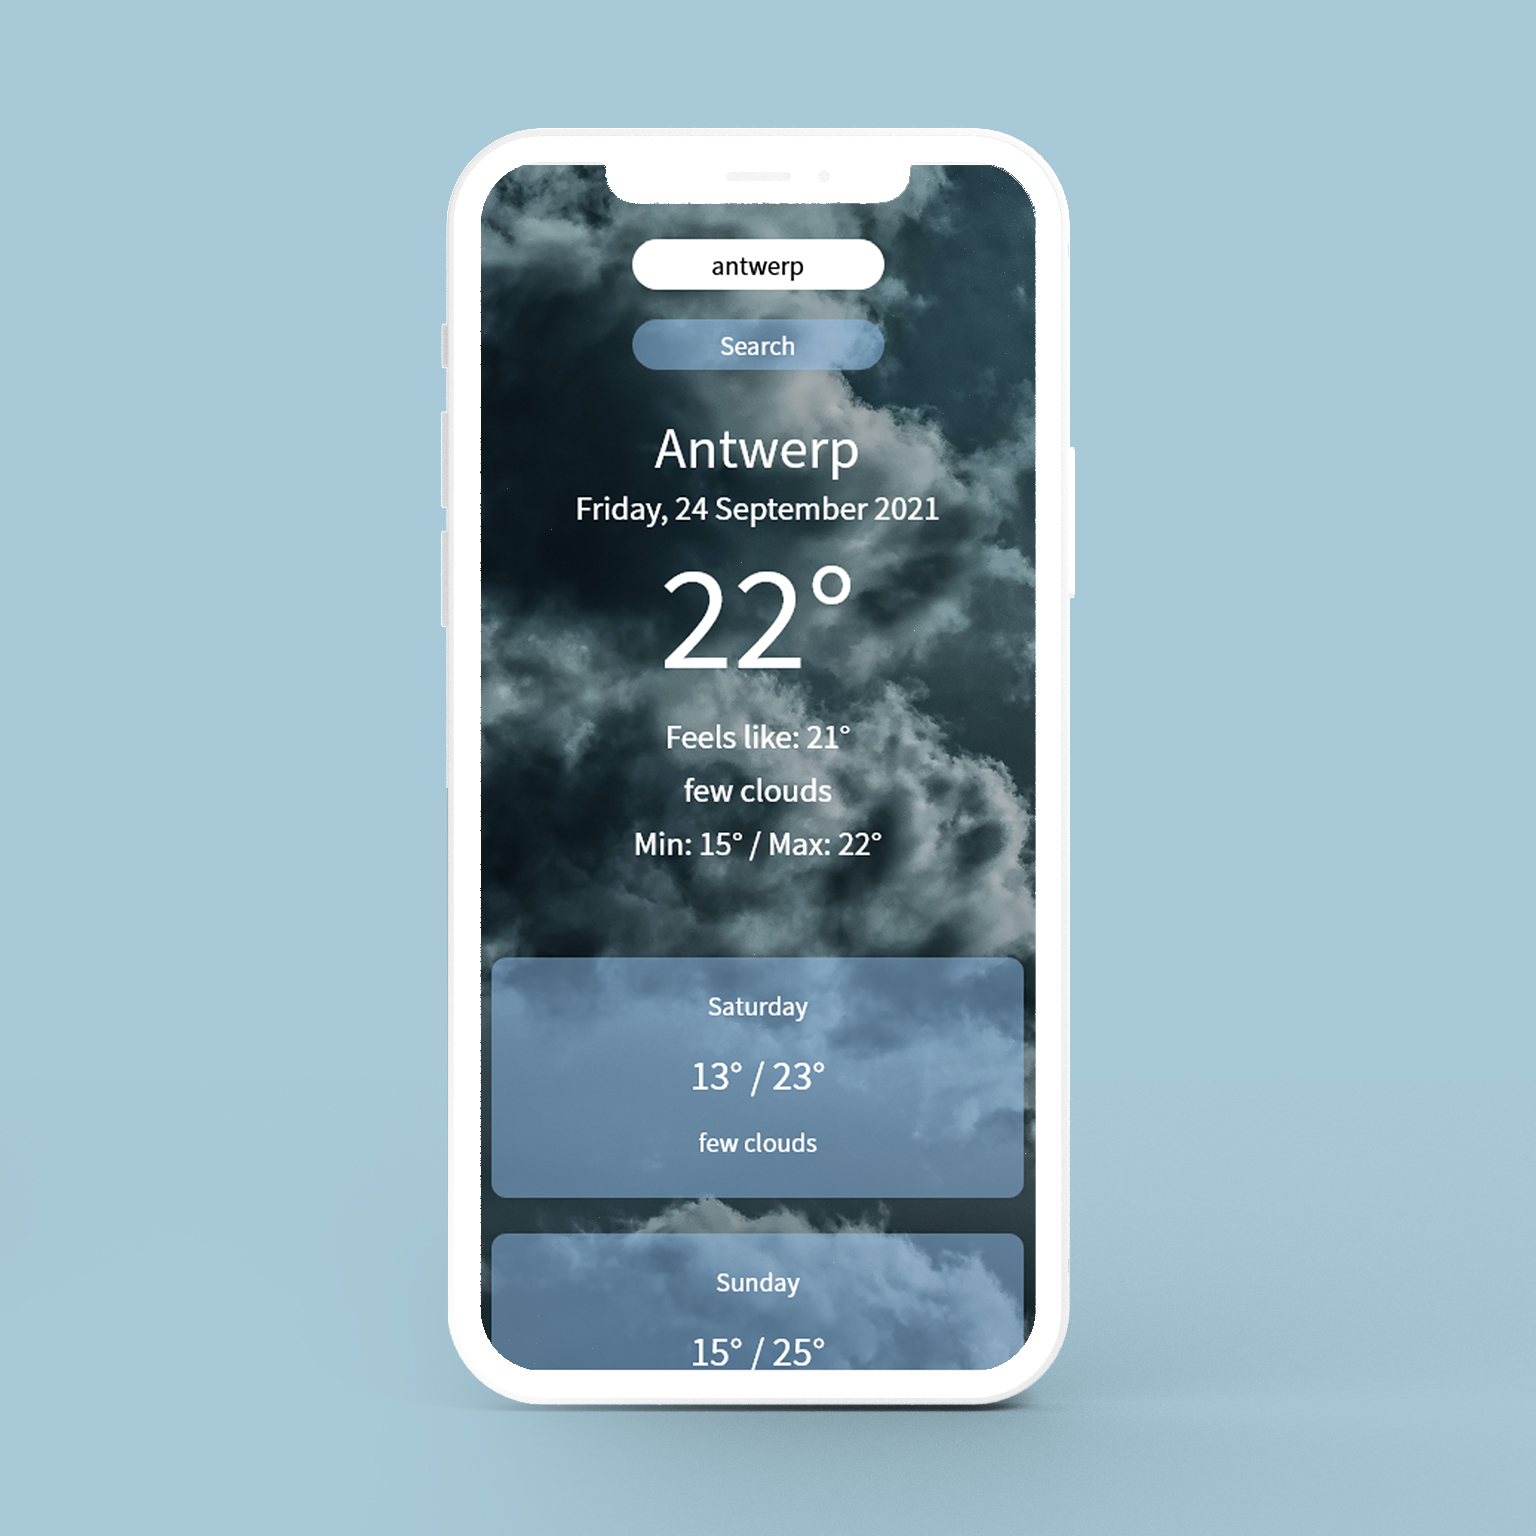 antwerp
Search
Antwerp
Friday, 24 September 2021
22°
Feels like: 21°
few clouds
Min: 15° / Max: 22°
Saturday
13° / 23°
few clouds
Sunday
15° / 25°